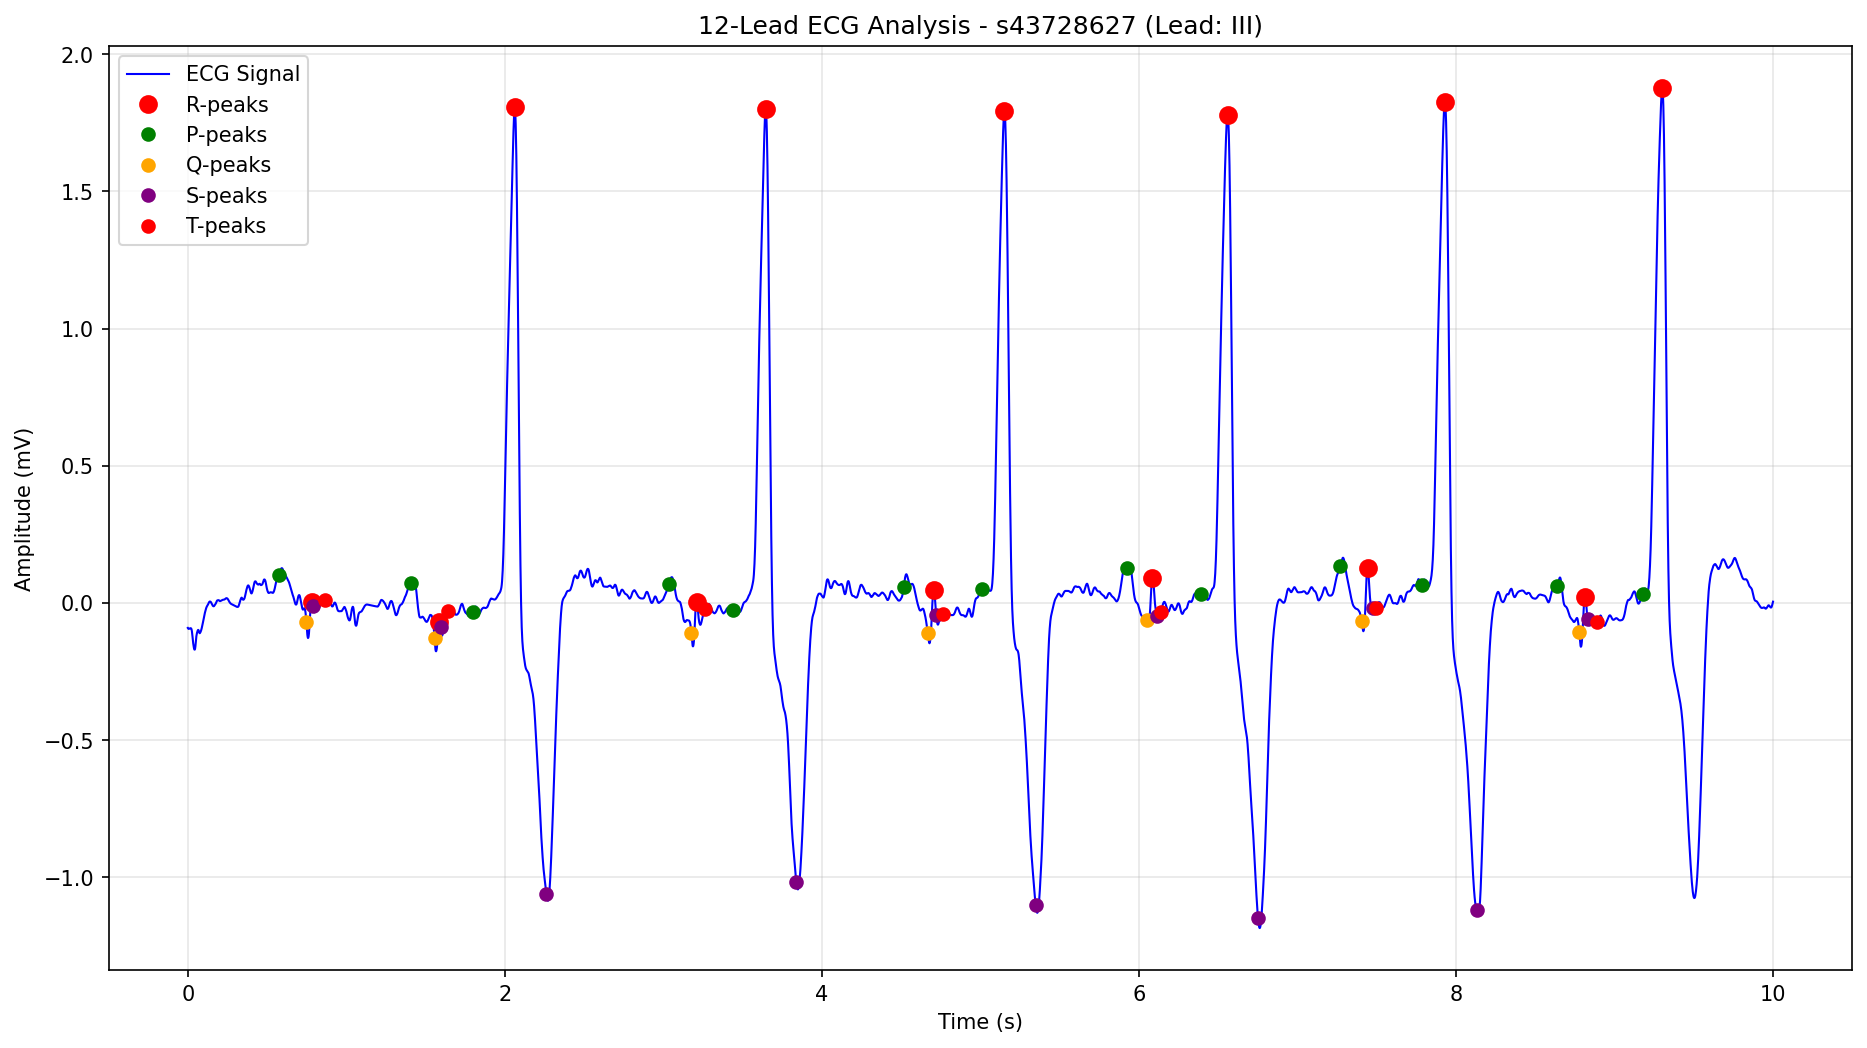 12-Lead ECG Analysis - s43728627 (Lead: III)
ECG Signal
R-peaks
P-peaks
Q-peaks
S-peaks
T-peaks
Amplitude (mV)
2.0
1.5
1.0
0.5
0.0
−0.5
−1.0
0 2 4 6 8 10
Time (s)